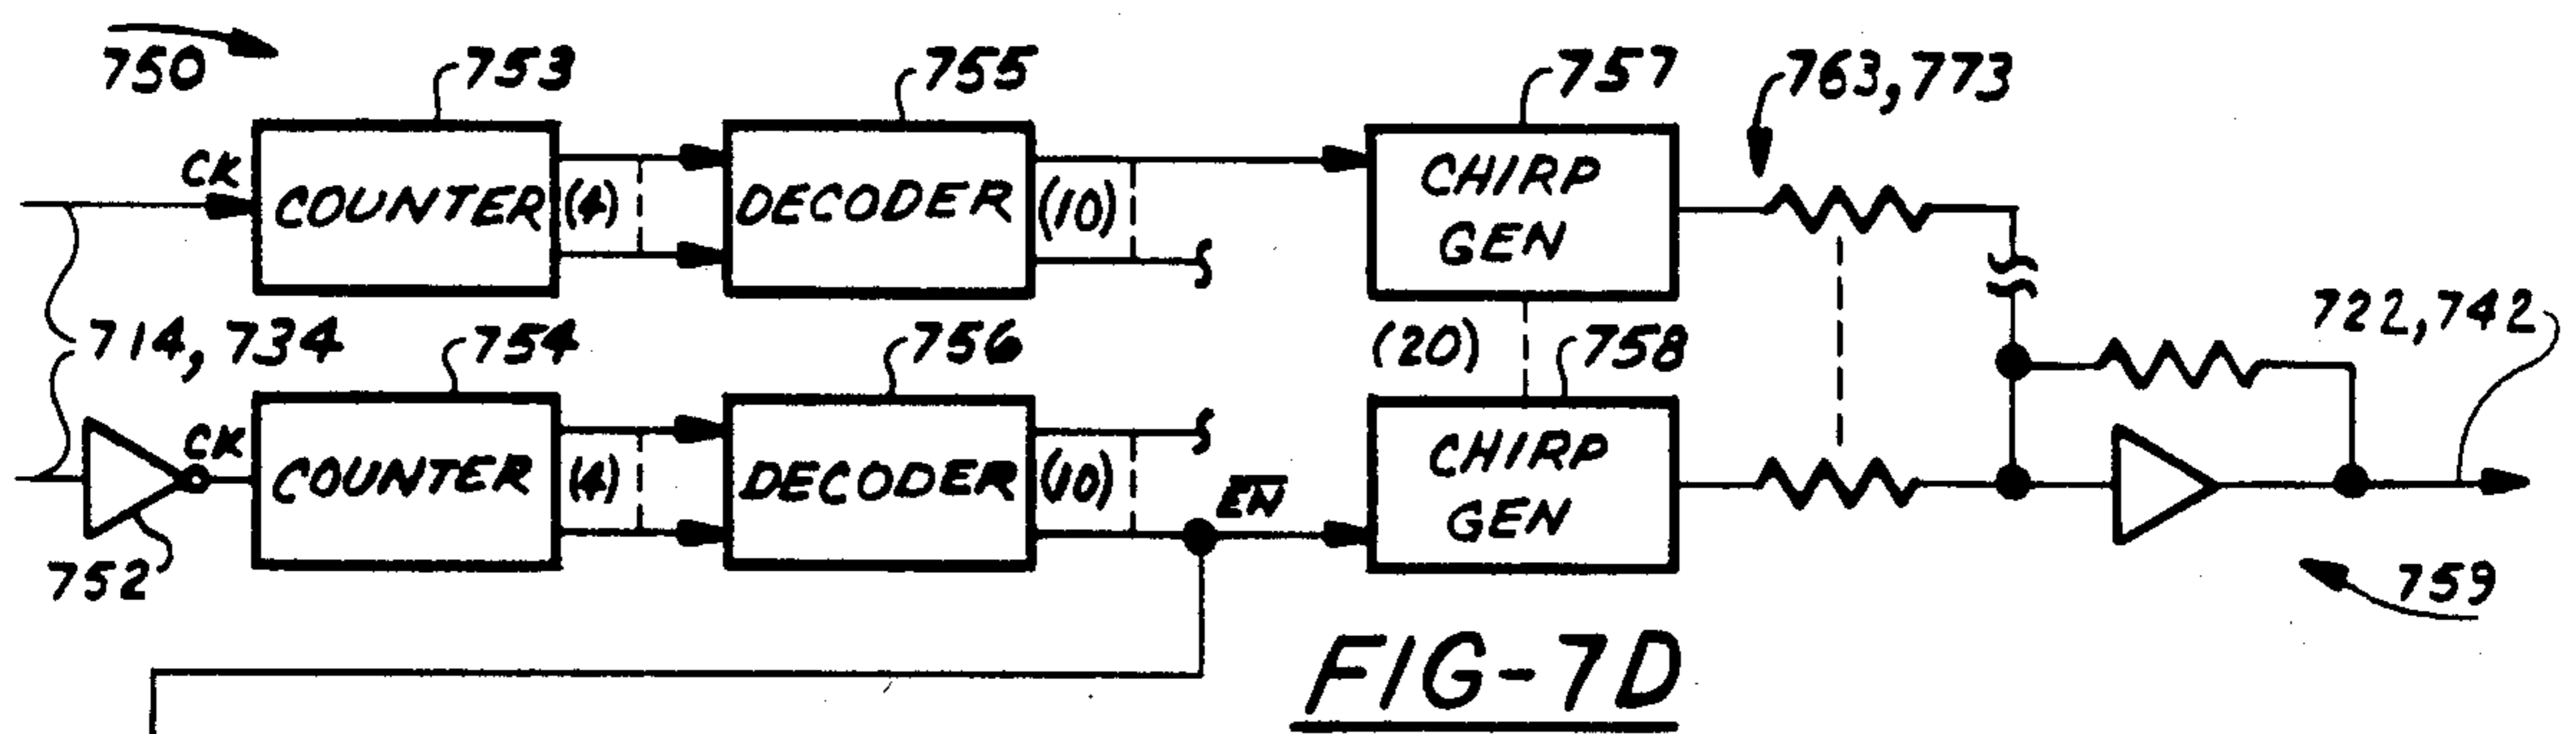 750
753
755
757
763,773
CK
COUNTER
(4)
DECODER
(10)
CHIRP
GEN
714, 734
754
756
(20)
758
722,742
CK
COUNTER
(4)
DECODER
(10)
EN
CHIRP
GEN
752
759
FIG-7D